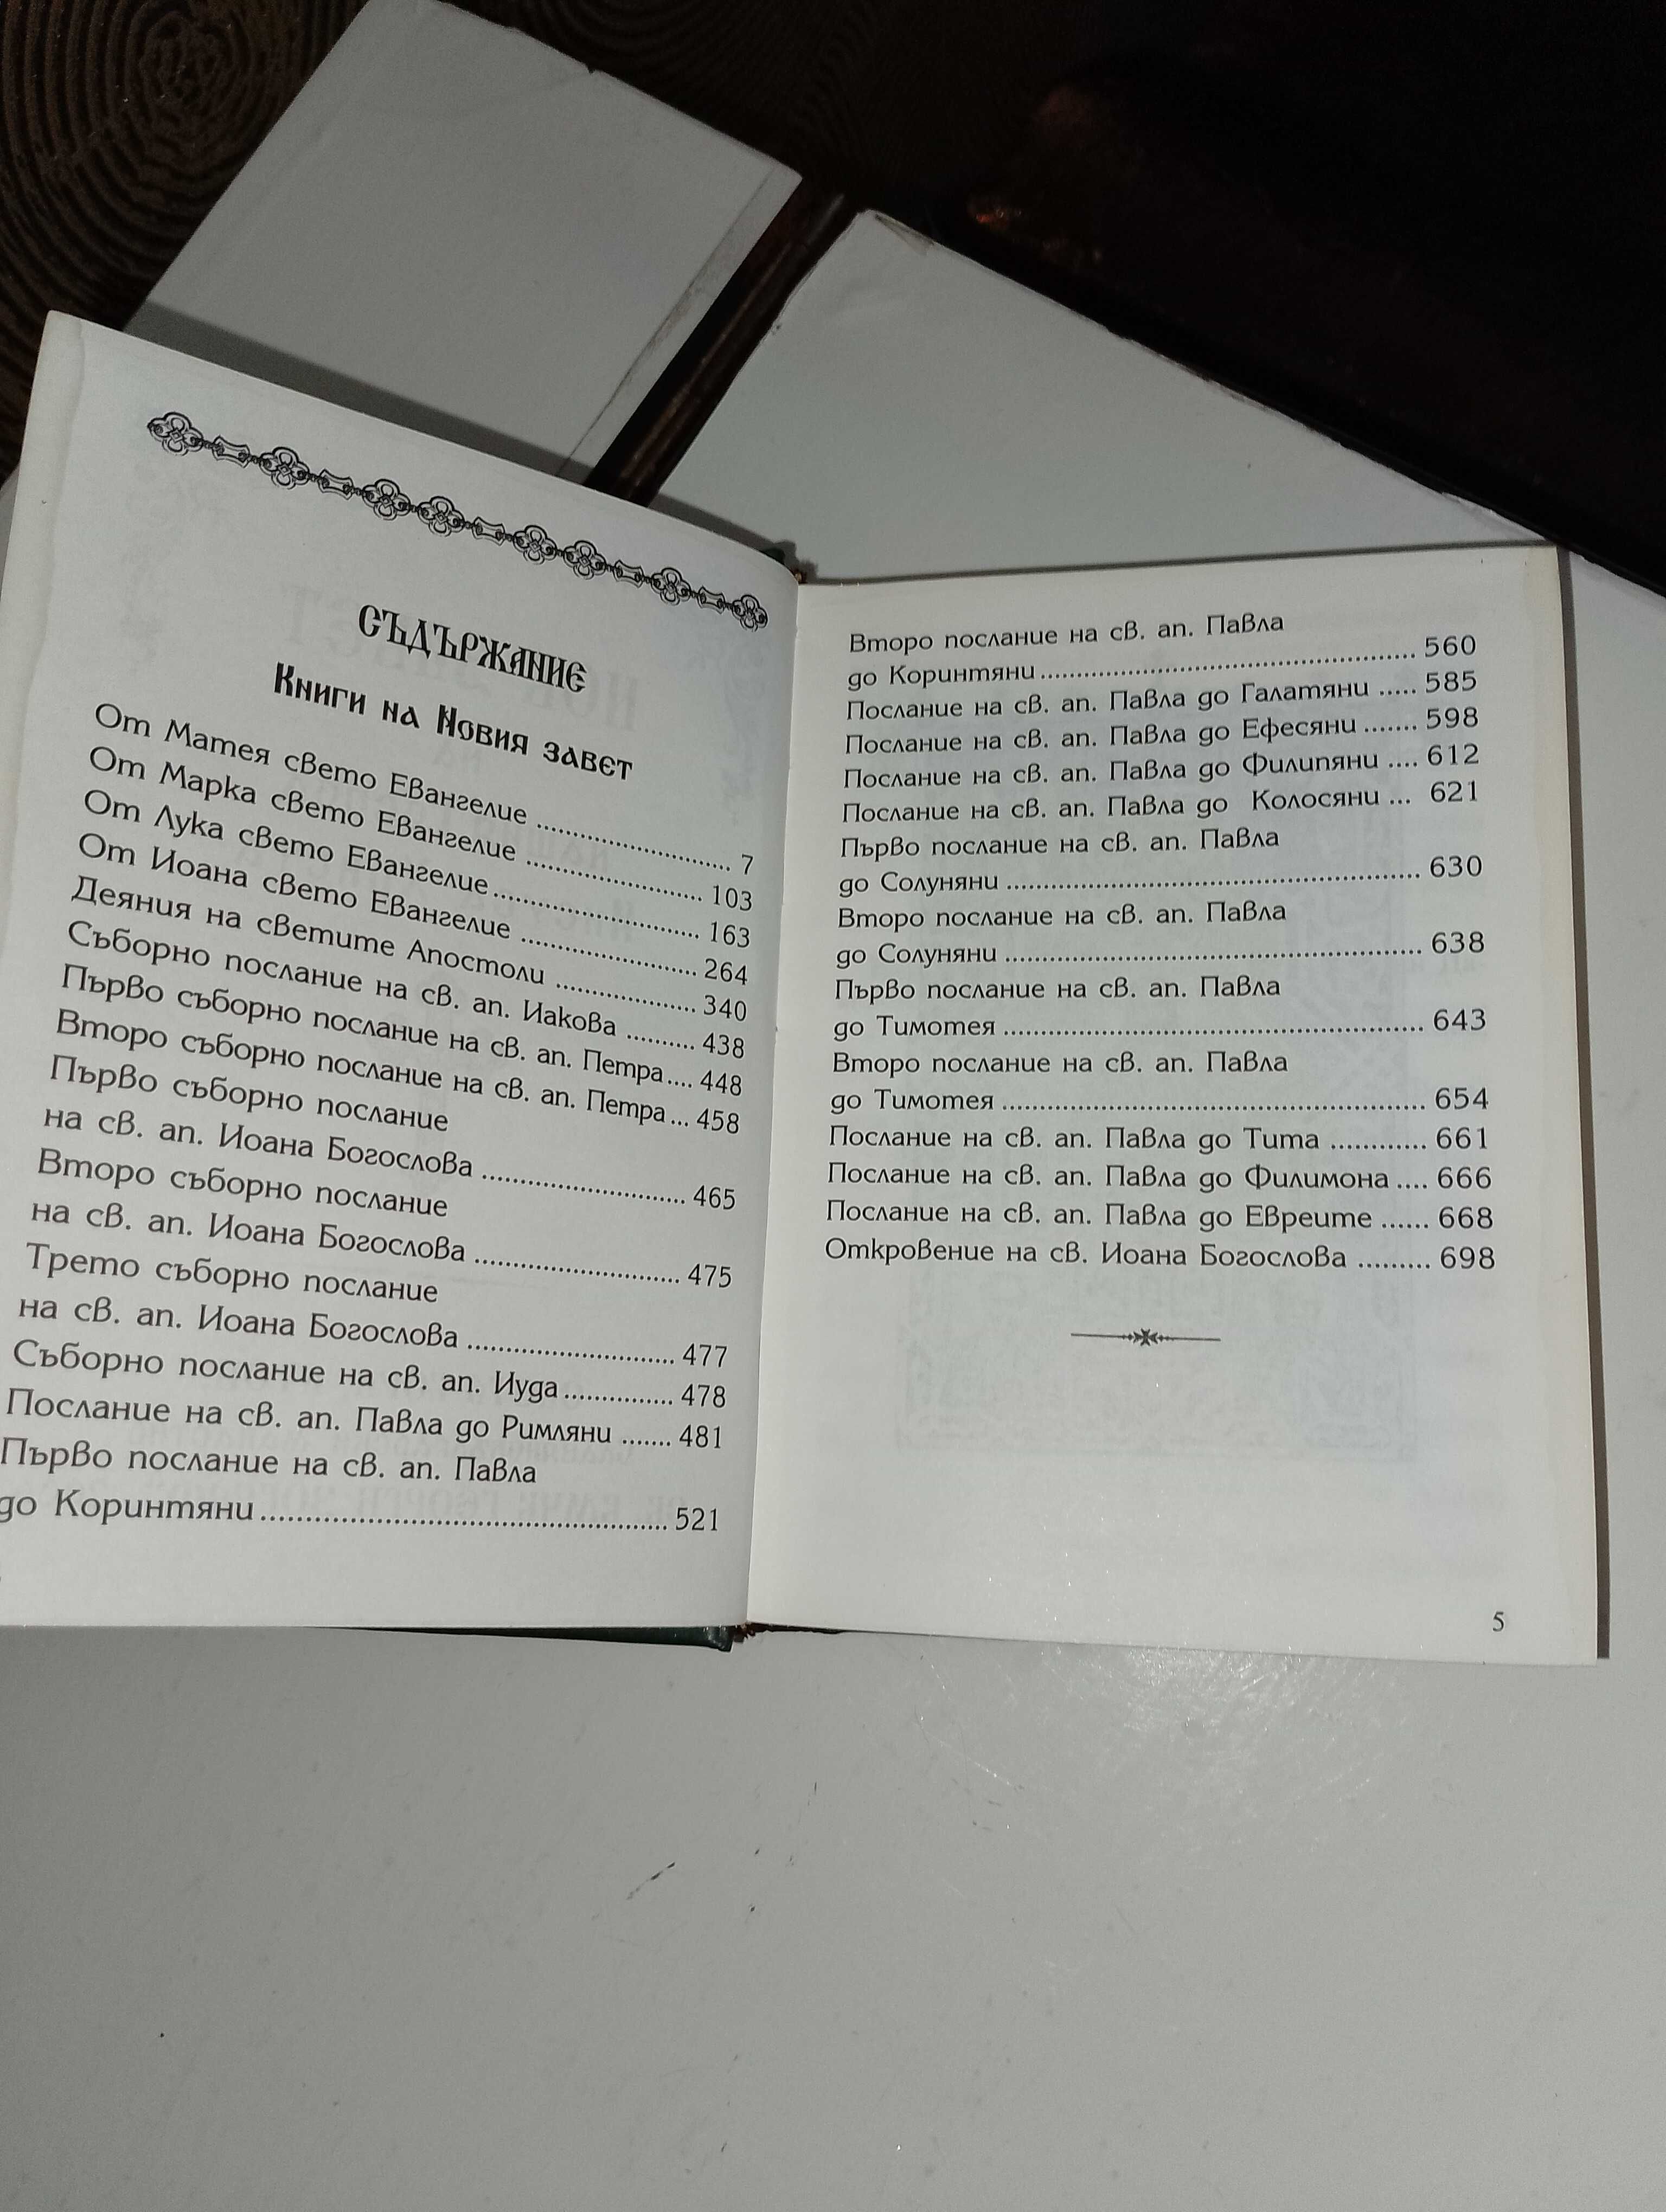 СЪДЪРЖАНИЕ
Книги на Новия завет
От Матея свето Евангелие ........................ 7
От Марка свето Евангелие ...................... 103
От Лука свето Евангелие ......................... 163
От Иоана свето Евангелие ...................... 264
Деяния на светите Апостоли .................. 340
Съборно послание на св. ап. Иакова .......... 438
Първо съборно послание на св. ап. Петра.... 448
Второ съборно послание на св. ап. Петра ... 458
Първо съборно послание
на св. ап. Иоана Богослова .......................... 465
Второ съборно послание
на св. ап. Иоана Богослова .......................... 475
Трето съборно послание
на св. ап. Иоана Богослова .......................... 477
Съборно послание на св. ап. Иуда .............. 478
Послание на св. ап. Павла до Римляни ....... 481
Първо послание на св. ап. Павла
до Коринтяни .................................................. 521
Второ послание на св. ап. Павла
до Коринтяни .................................................. 560
Послание на св. ап. Павла до Галатяни ..... 585
Послание на св. ап. Павла до Ефесяни ....... 598
Послание на св. ап. Павла до Филипяни .... 612
Послание на св. ап. Павла до Колосяни ... 621
Първо послание на св. ап. Павла
до Солуняни ...................................................... 630
Второ послание на св. ап. Павла
до Солуняни ...................................................... 638
Първо послание на св. ап. Павла
до Тимотея ...................................................... 643
Второ послание на св. ап. Павла
до Тимотея ...................................................... 654
Послание на св. ап. Павла до Тита ............ 661
Послание на св. ап. Павла до Филимона .... 666
Послание на св. ап. Павла до Евреите ...... 668
Откровение на св. Иоана Богослова ......... 698
5